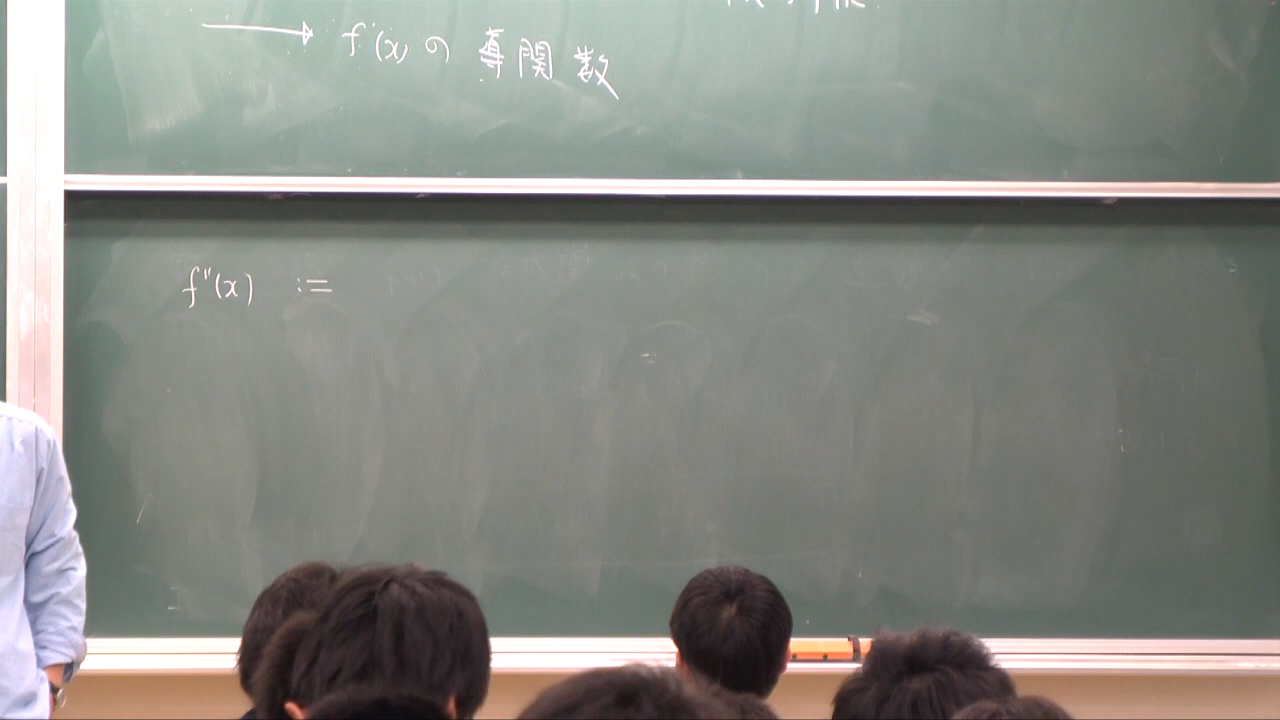 → f'(x) の 導関数
f''(x) :=